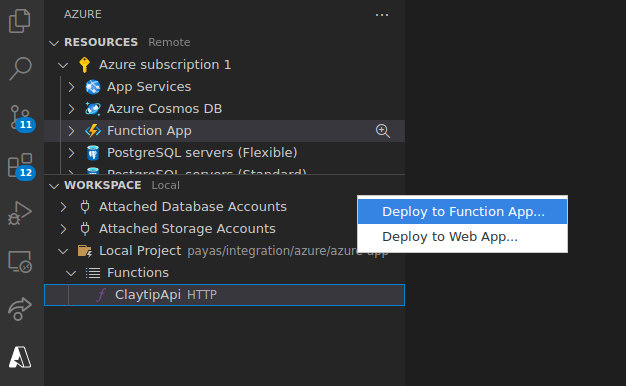 AZURE ...
RESOURCES Remote
Azure subscription 1
App Services
Azure Cosmos DB
Function App
PostgreSQL servers (Flexible)
PostgreSQL servers (Standard)
WORKSPACE Local
Attached Database Accounts
Attached Storage Accounts
Local Project payas/integration/azure/azure-app
Functions
ClaytipApi HTTP
Deploy to Function App...
Deploy to Web App...
11
12